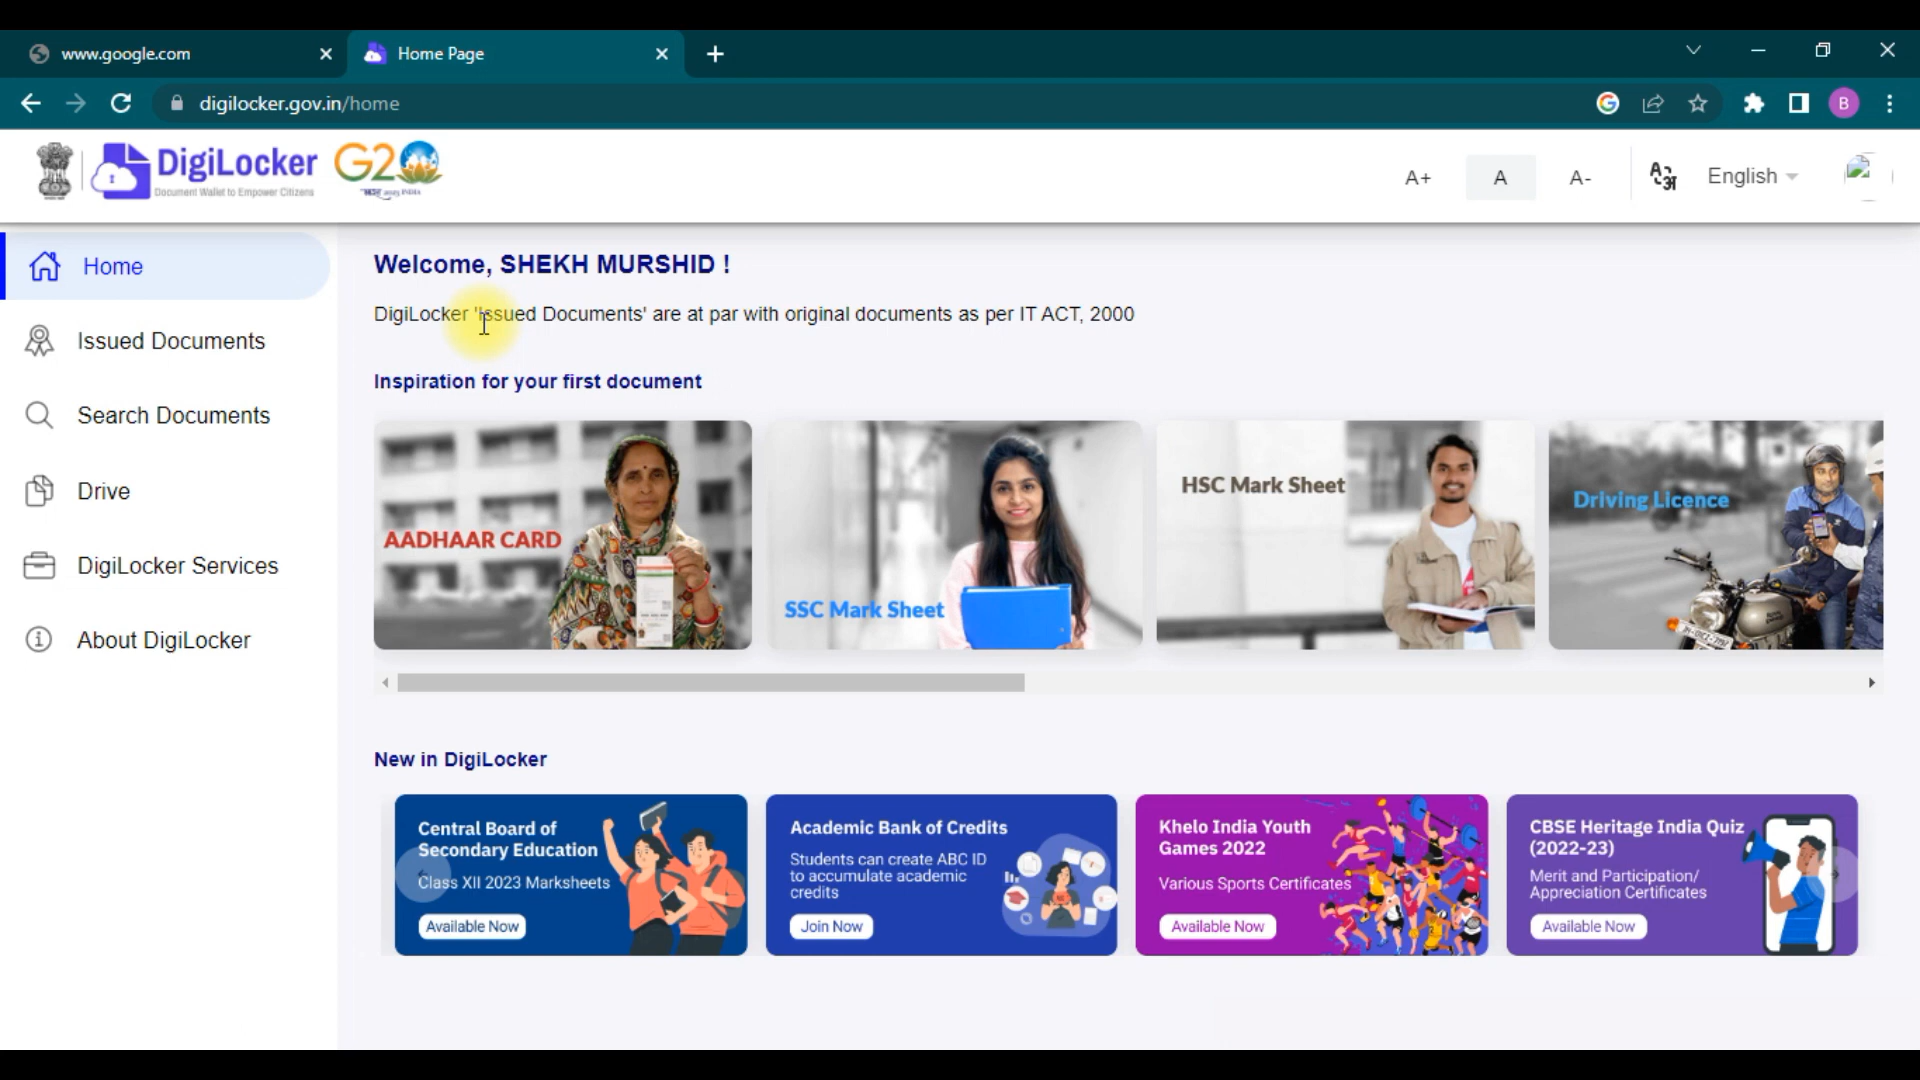 www.google.com
Home Page
digilocker.gov.in/home
B
DigiLocker
Document Wallet to Empower Citizens
G20
A+
A
A-
English
Home
Issued Documents
Search Documents
Drive
DigiLocker Services
About DigiLocker
Welcome, SHEKH MURSHID !
DigiLocker 'Issued Documents' are at par with original documents as per IT ACT, 2000
Inspiration for your first document
AADHAAR CARD
SSC Mark Sheet
HSC Mark Sheet
Driving Licence
New in DigiLocker
Central Board of
Secondary Education
Class XII 2023 Marksheets
Available Now
Academic Bank of Credits
Students can create ABC ID
to accumulate academic
credits
Join Now
Khelo India Youth
Games 2022
Various Sports Certificates
Available Now
CBSE Heritage India Quiz
(2022-23)
Merit and Participation/
Appreciation Certificates
Available Now